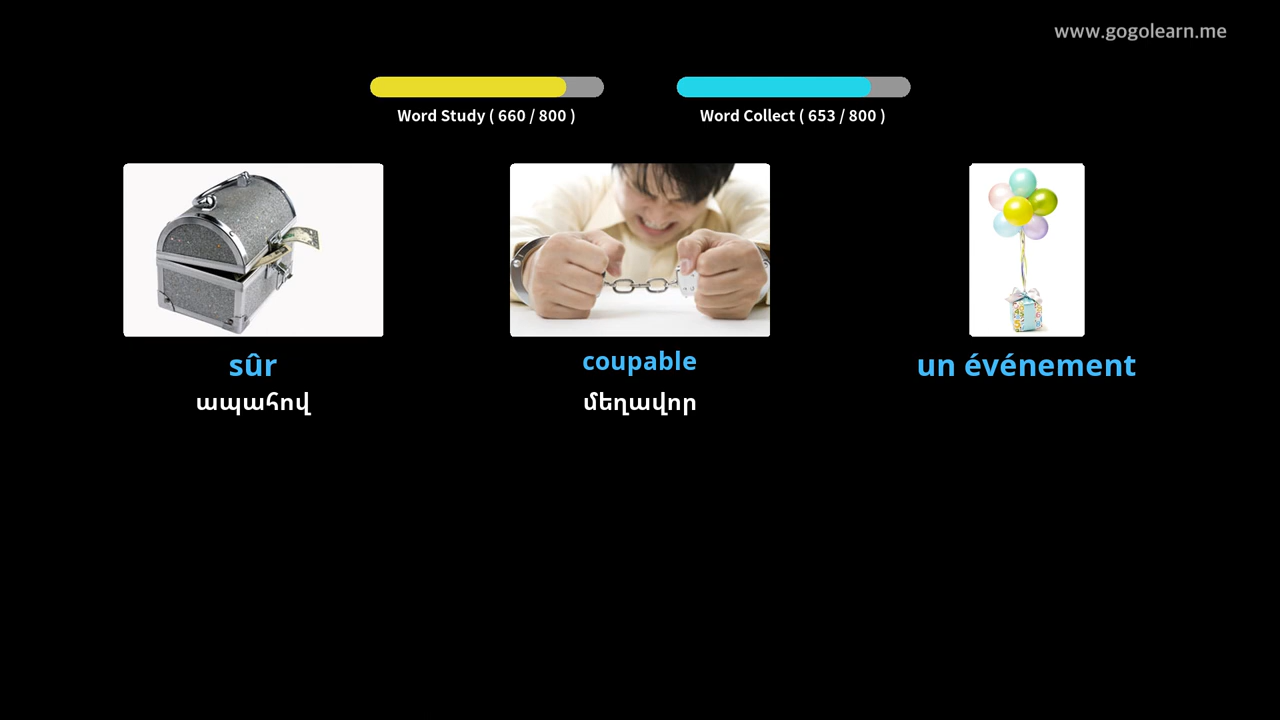 www.gogolearn.me
Word Study ( 660 / 800 )
Word Collect ( 653 / 800 )
sûr
ապահով
coupable
մեղավոր
un événement